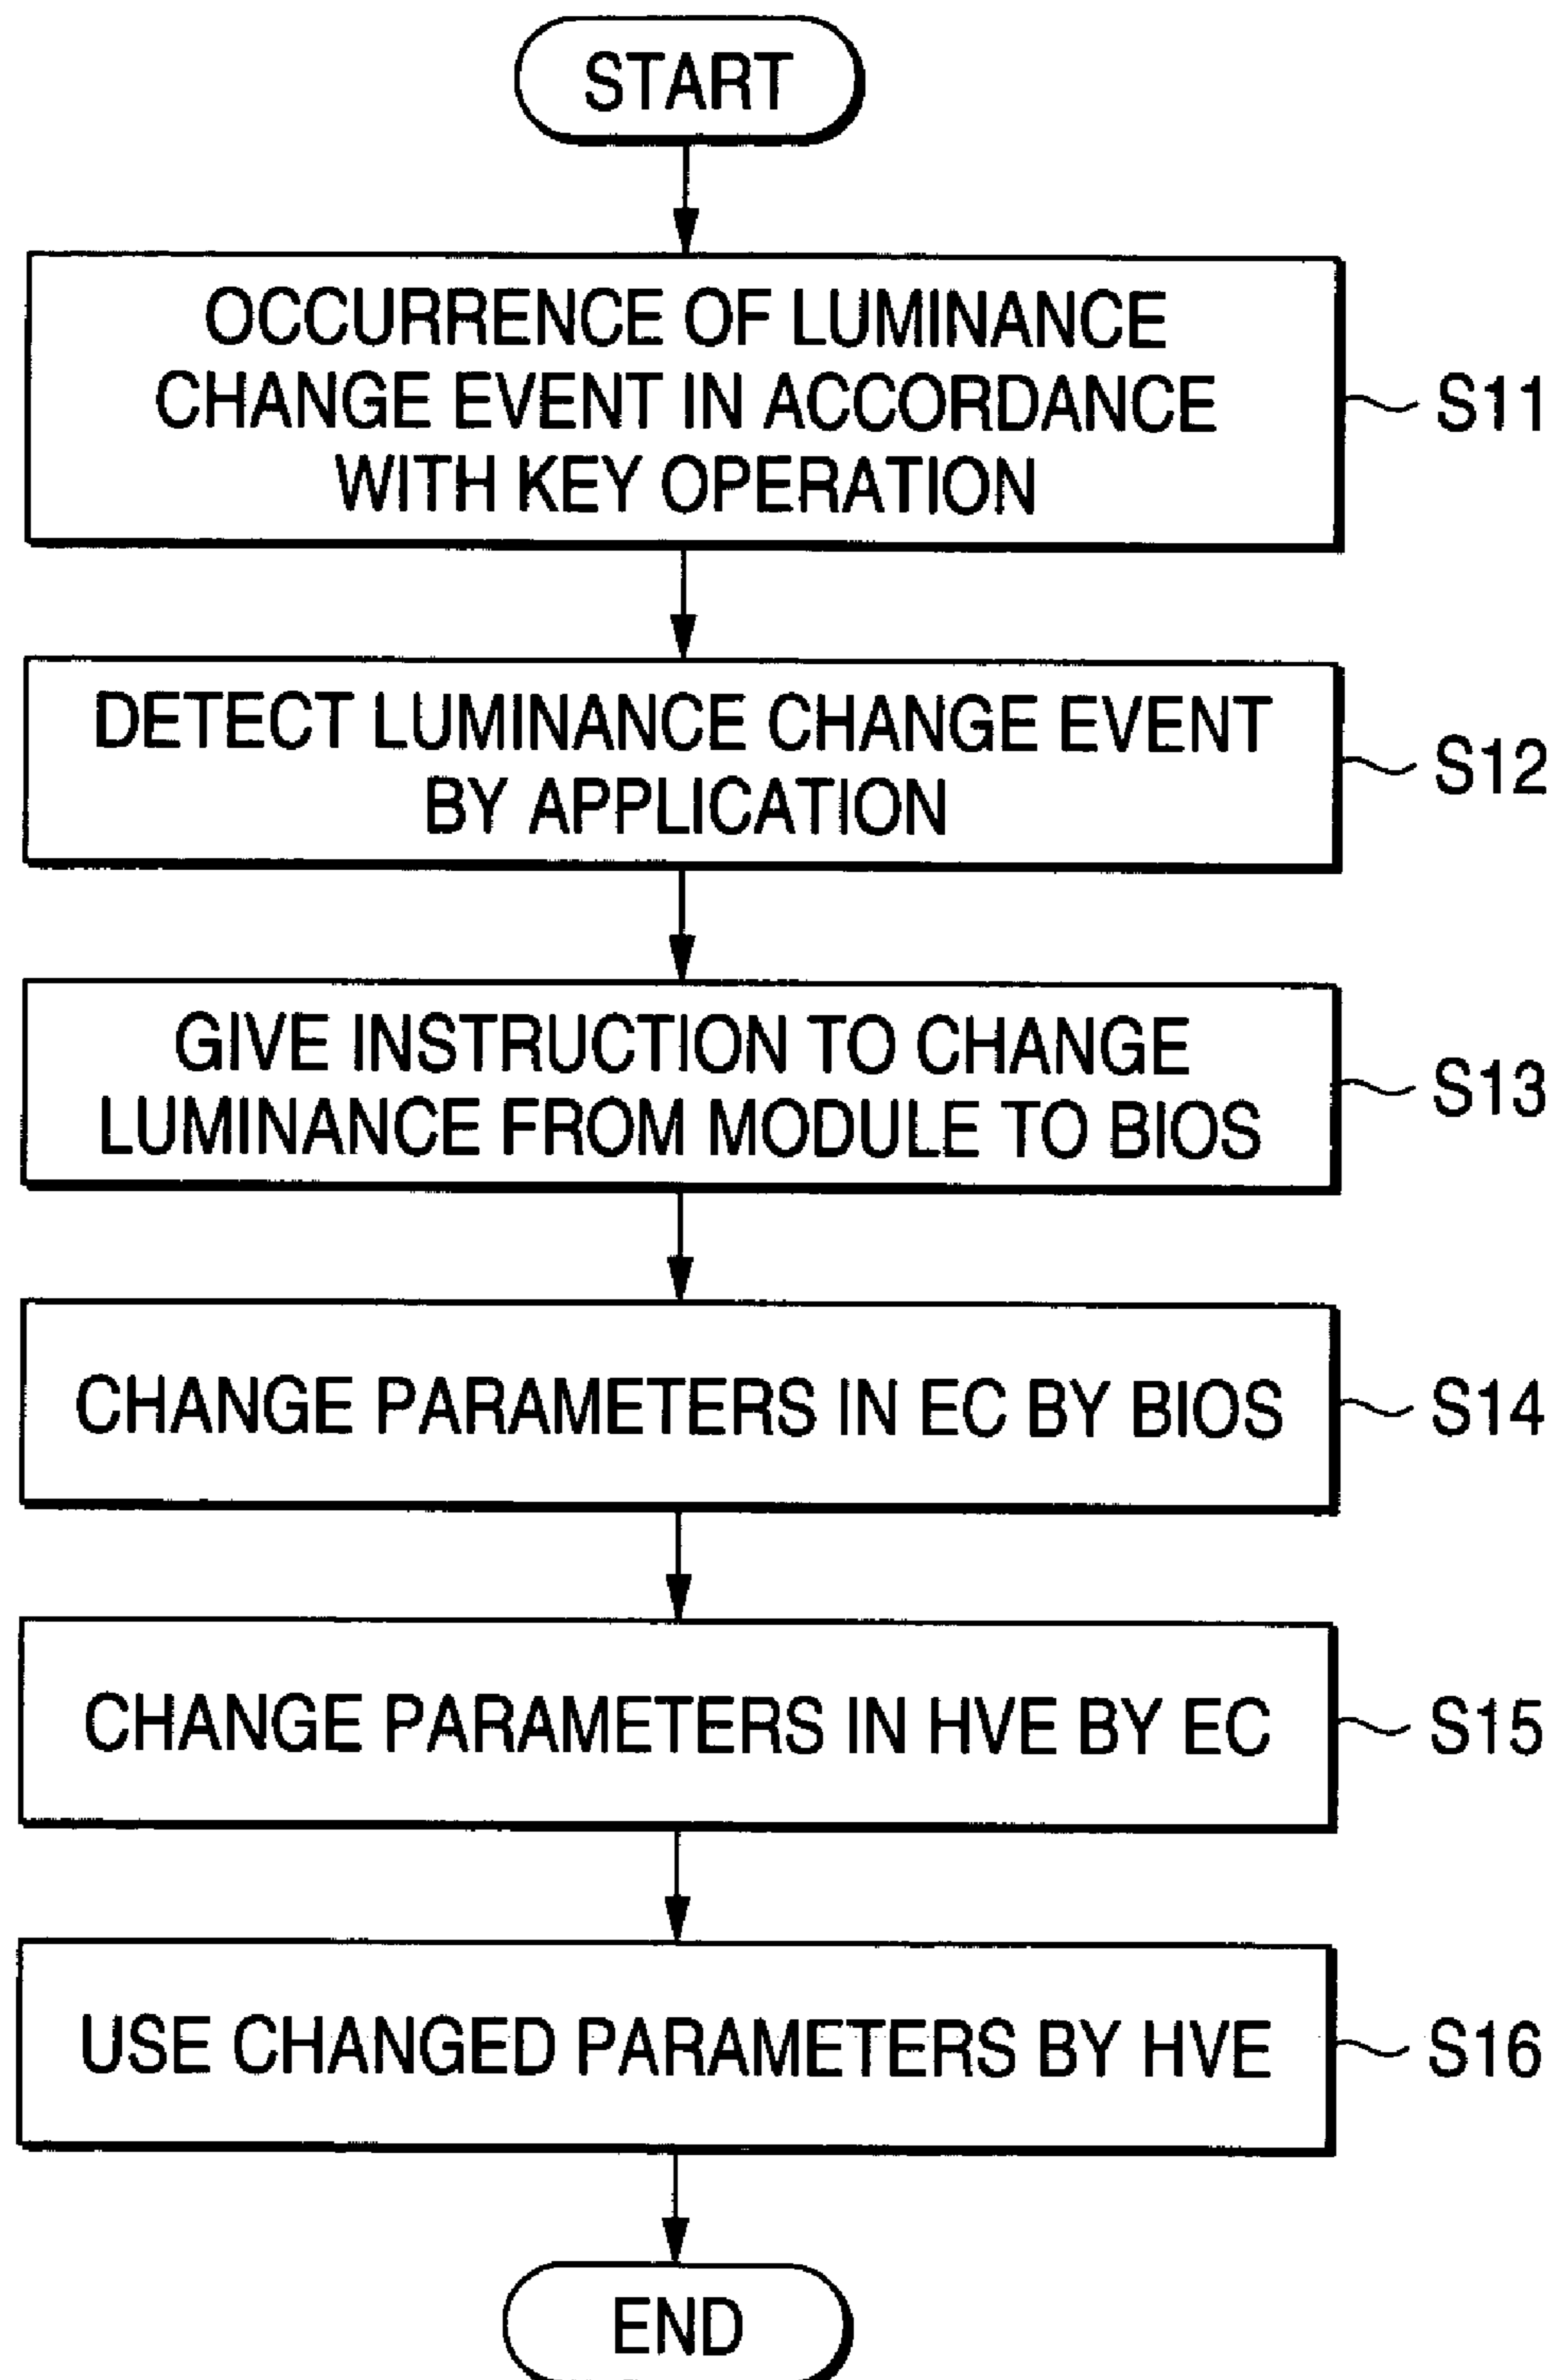 START
OCCURRENCE OF LUMINANCE
CHANGE EVENT IN ACCORDANCE
WITH KEY OPERATION
S11
DETECT LUMINANCE CHANGE EVENT
BY APPLICATION
S12
GIVE INSTRUCTION TO CHANGE
LUMINANCE FROM MODULE TO BIOS
S13
CHANGE PARAMETERS IN EC BY BIOS
S14
CHANGE PARAMETERS IN HVE BY EC
S15
USE CHANGED PARAMETERS BY HVE
S16
END